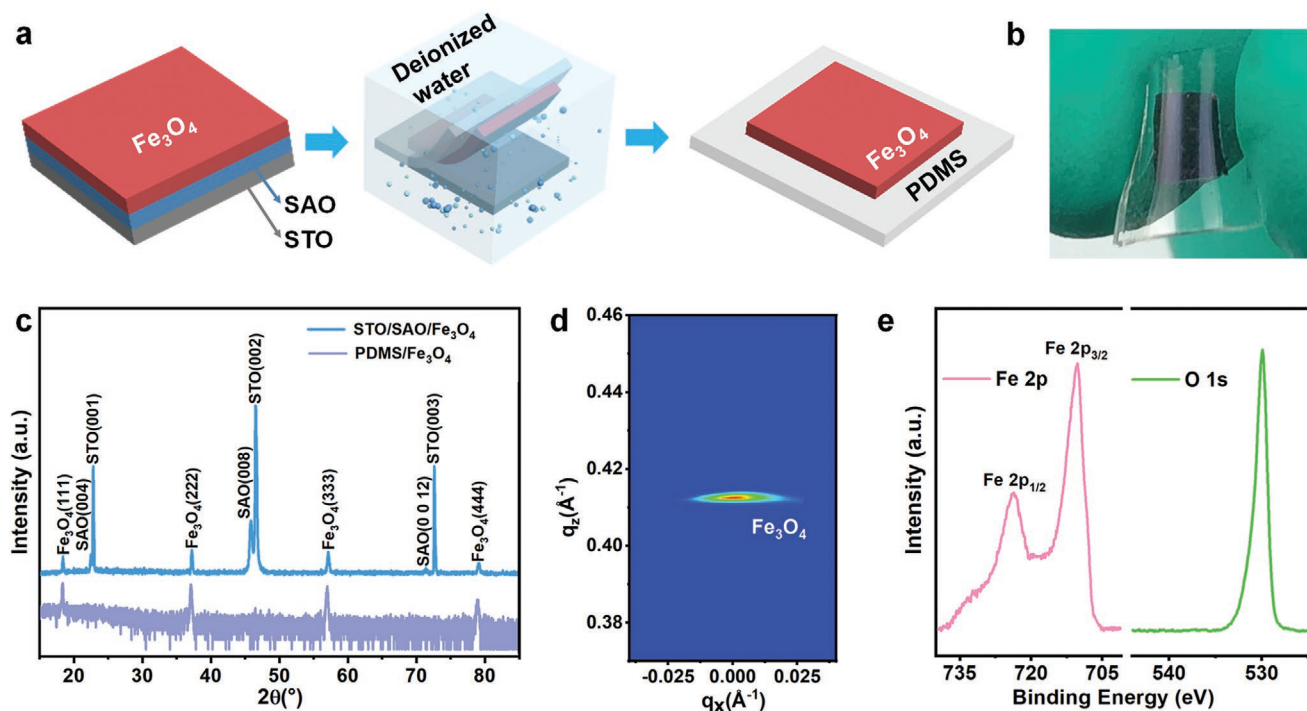 a
Fe₃O₄
SAO
STO
Deionized
water
Fe₃O₄
PDMS
b
c
STO/SAO/Fe₃O₄
PDMS/Fe₃O₄
Fe₃O₄(111)
SAO(004)
STO(001)
Fe₃O₄(222)
SAO(008)
STO(002)
Fe₃O₄(333)
SAO(0 0 12)
STO(003)
Fe₃O₄(444)
Intensity (a.u.)
20 30 40 50 60 70 80
2θ(°)
d
0.46
0.44
0.42
0.40
0.38
qz(Å⁻¹)
Fe₃O₄
-0.025 0.000 0.025
qx(Å⁻¹)
e
Fe 2p₃/₂
Fe 2p
O 1s
Fe 2p₁/₂
Intensity (a.u.)
735 720 705 540 530
Binding Energy (eV)